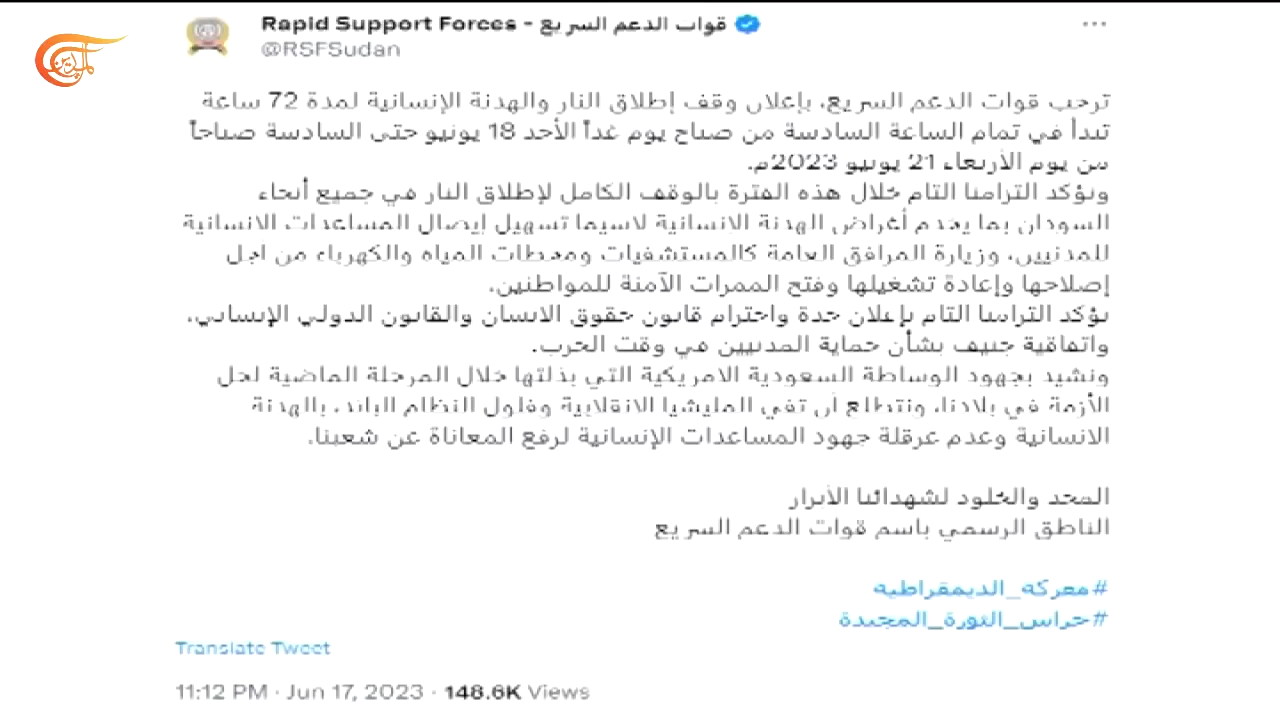 الميادين
Rapid Support Forces - قوات الدعم السريع
@RSFSudan
ترحب قوات الدعم السريع، بإعلان وقف إطلاق النار والهدنة الإنسانية لمدة 72 ساعة
تبدأ في تمام الساعة السادسة من صباح يوم غداً الأحد 18 يونيو حتى السادسة صباحاً
من يوم الأربعاء 21 يونيو 2023م.
ونؤكد التزامنا التام خلال هذه الفترة بالوقف الكامل لإطلاق النار في جميع أنحاء
السودان بما يخدم أغراض الهدنة الانسانية لاسيما تسهيل إيصال المساعدات الانسانية
للمدنيين، وزيارة المرافق العامة كالمستشفيات ومحطات المياه والكهرباء من اجل
إصلاحها وإعادة تشغيلها وفتح الممرات الآمنة للمواطنين.
نؤكد التزامنا التام بإعلان جدة واحترام قانون حقوق الانسان والقانون الدولي الإنساني،
واتفاقية جنيف بشأن حماية المدنيين في وقت الحرب.
ونشيد بجهود الوساطة السعودية الامريكية التي بذلتها خلال المرحلة الماضية لحل
الأزمة في بلادنا، ونتطلع أن تفي المليشيا الانقلابية وفلول النظام البائد، بالهدنة
الانسانية وعدم عرقلة جهود المساعدات الإنسانية لرفع المعاناة عن شعبنا.
المجد والخلود لشهدائنا الأبرار
الناطق الرسمي باسم قوات الدعم السريع
#معركة_الديمقراطية
#حراس_الثورة_المجيدة
Translate Tweet
11:12 PM · Jun 17, 2023 · 148.6K Views